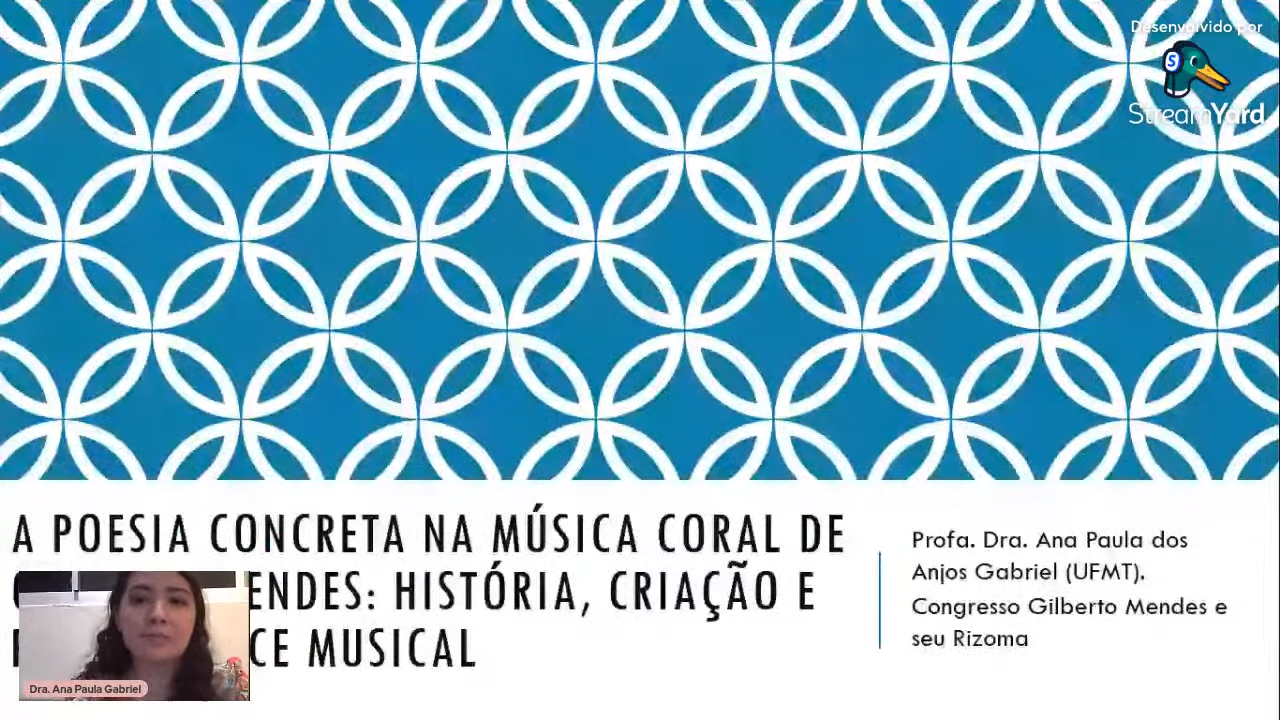 Desenvolvido por
StreamYard
A POESIA CONCRETA NA MÚSICA CORAL DE
ENDES: HISTÓRIA, CRIAÇÃO E
CE MUSICAL
Profa. Dra. Ana Paula dos
Anjos Gabriel (UFMT).
Congresso Gilberto Mendes e
seu Rizoma
Dra. Ana Paula Gabriel